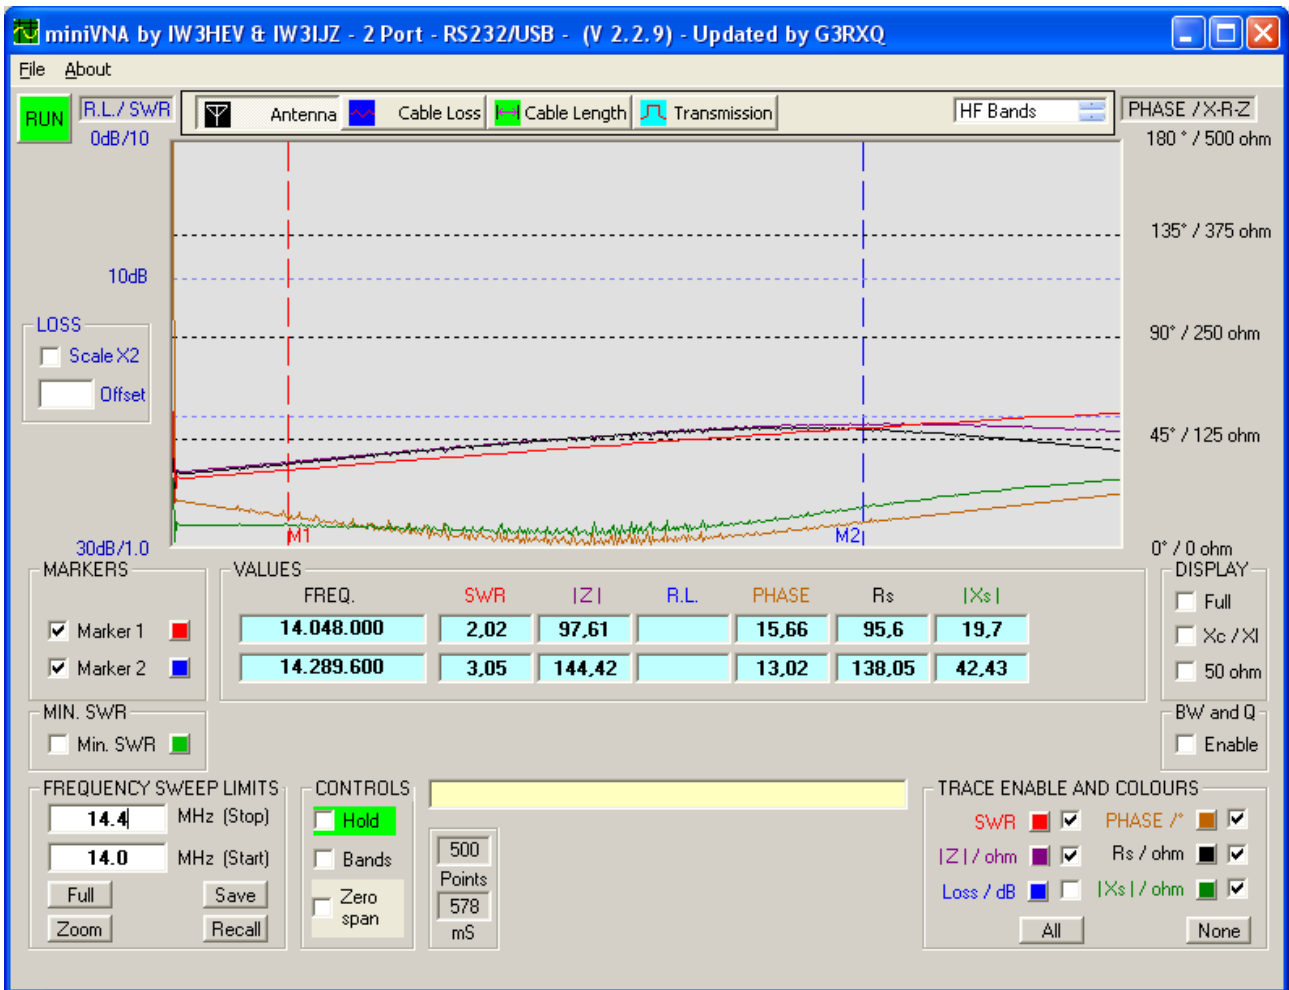 miniVNA by IW3HEV & IW3IJZ - 2 Port - RS232/USB - (V 2.2.9) - Updated by G3RXQ
File About
RUN R.L./ SWR Antenna Cable Loss Cable Length Transmission HF Bands PHASE / X-R-Z
0dB/10 180 ° / 500 ohm
135° / 375 ohm
10dB
LOSS
Scale X2 90° / 250 ohm
Offset
45° / 125 ohm
M1 M2
30dB/1.0 0° / 0 ohm
MARKERS VALUES DISPLAY
FREQ. SWR |Z| R.L. PHASE Rs |Xs| Full
Marker 1 14.048.000 2,02 97,61 15,66 95,6 19,7 Xc / Xl
Marker 2 14.289.600 3,05 144,42 13,02 138,05 42,43 50 ohm
MIN. SWR BW and Q
Min. SWR Enable
FREQUENCY SWEEP LIMITS CONTROLS TRACE ENABLE AND COLOURS
14.4 MHz (Stop) Hold SWR PHASE /°
14.0 MHz (Start) Bands 500 |Z| / ohm Rs / ohm
Full Save Zero span Points Loss / dB |Xs| / ohm
578
Zoom Recall mS All None